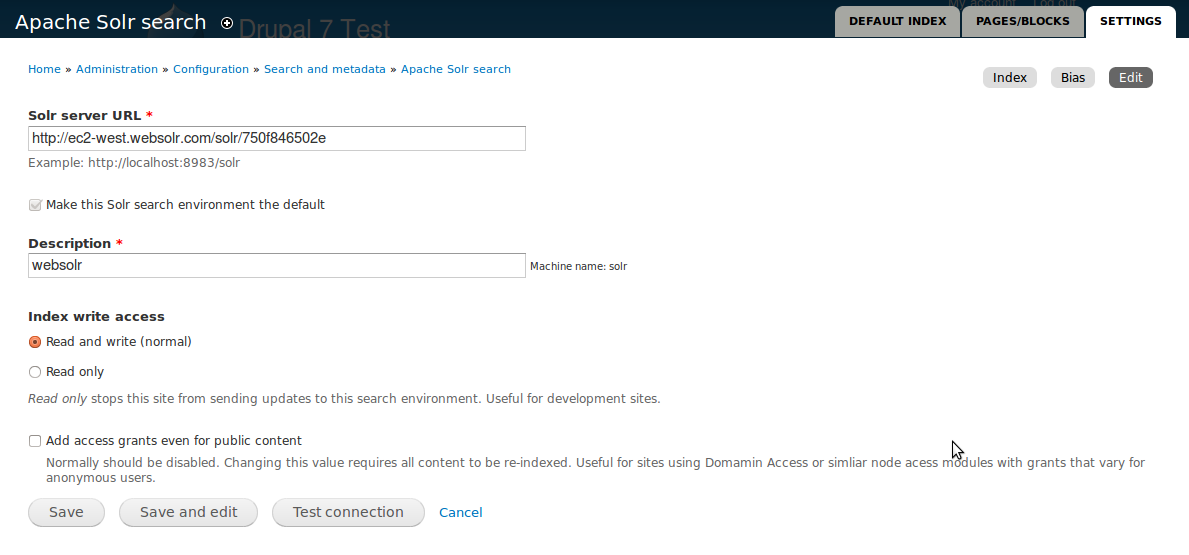 My account Log out
Apache Solr search
Drupal 7 Test
DEFAULT INDEX PAGES/BLOCKS SETTINGS
Home » Administration » Configuration » Search and metadata » Apache Solr search
Index Bias Edit
Solr server URL *
http://ec2-west.websolr.com/solr/750f846502e
Example: http://localhost:8983/solr
Make this Solr search environment the default
Description *
websolr Machine name: solr
Index write access
Read and write (normal)
Read only
Read only stops this site from sending updates to this search environment. Useful for development sites.
Add access grants even for public content
Normally should be disabled. Changing this value requires all content to be re-indexed. Useful for sites using Domamin Access or simliar node acess modules with grants that vary for
anonymous users.
Save Save and edit Test connection Cancel